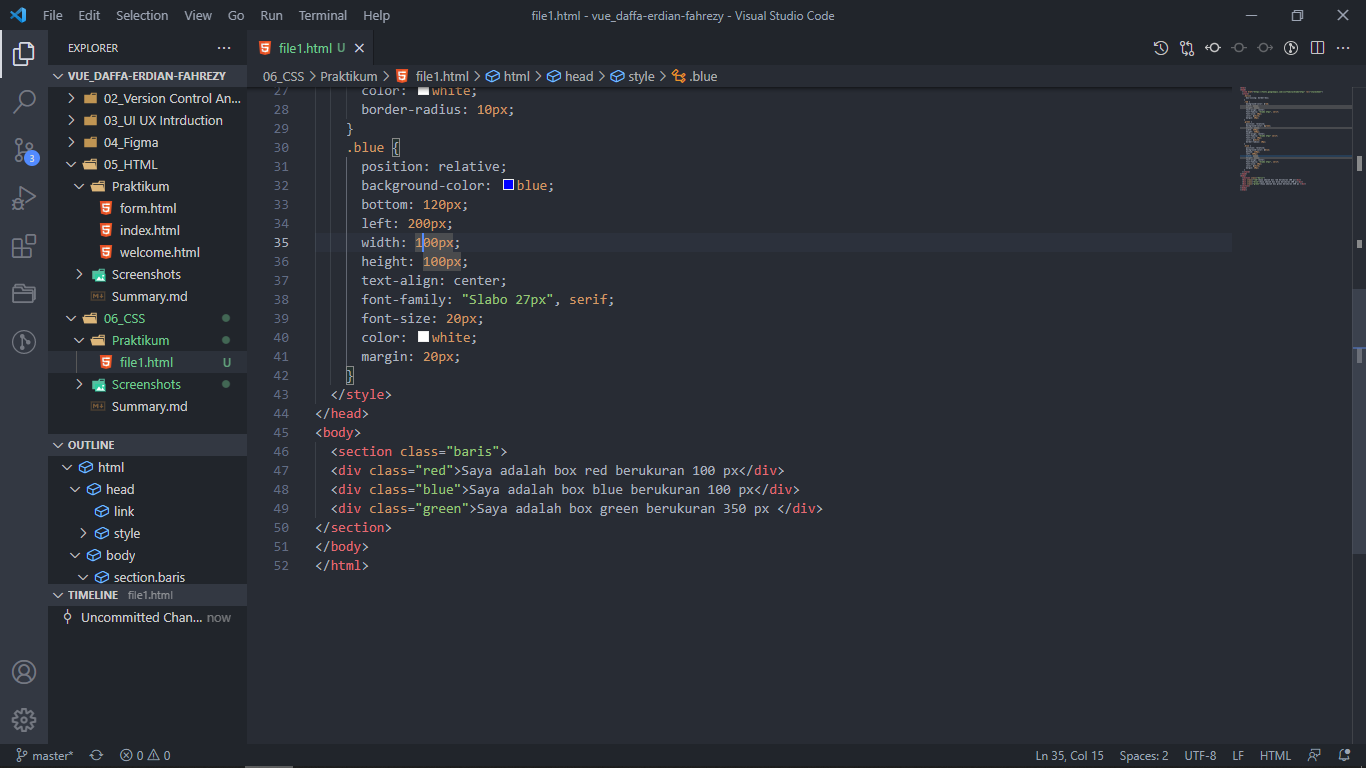 File Edit Selection View Go Run Terminal Help file1.html - vue_daffa-erdian-fahrezy - Visual Studio Code
EXPLORER
file1.html U
VUE_DAFFA-ERDIAN-FAHREZY
02_Version Control An...
03_UI UX Intrduction
04_Figma
05_HTML
Praktikum
form.html
index.html
welcome.html
Screenshots
Summary.md
06_CSS
Praktikum
file1.html U
Screenshots
Summary.md
OUTLINE
html
head
link
style
body
section.baris
TIMELINE file1.html
Uncommitted Chan... now
3
06_CSS > Praktikum > file1.html > html > head > style > .blue
27 color: white;
28 border-radius: 10px;
29 }
30 .blue {
31 position: relative;
32 background-color: blue;
33 bottom: 120px;
34 left: 200px;
35 width: 100px;
36 height: 100px;
37 text-align: center;
38 font-family: "Slabo 27px", serif;
39 font-size: 20px;
40 color: white;
41 margin: 20px;
42 }
43 </style>
44 </head>
45 <body>
46 <section class="baris">
47 <div class="red">Saya adalah box red berukuran 100 px</div>
48 <div class="blue">Saya adalah box blue berukuran 100 px</div>
49 <div class="green">Saya adalah box green berukuran 350 px </div>
50 </section>
51 </body>
52 </html>
master* 0 0 Ln 35, Col 15 Spaces: 2 UTF-8 LF HTML